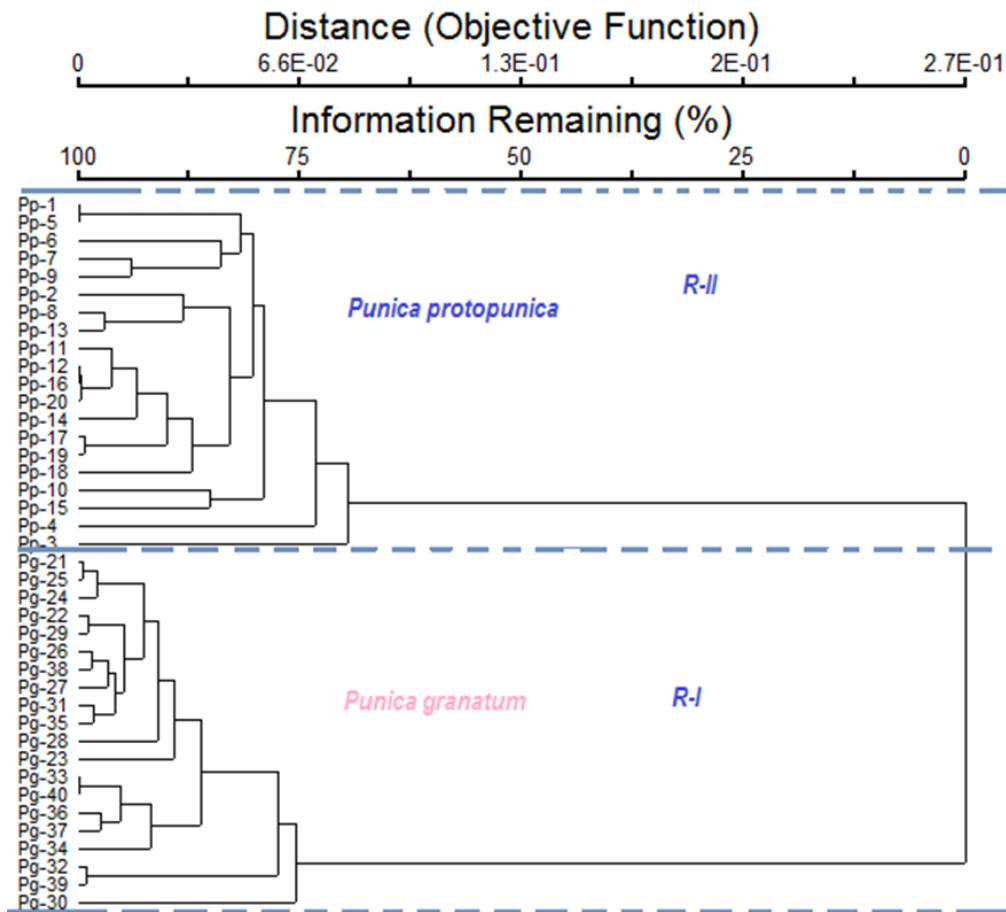 Distance (Objective Function)
0 6.6E-02 1.3E-01 2E-01 2.7E-01
Information Remaining (%)
100 75 50 25 0
Pp-1
Pp-5
Pp-6
Pp-7
Pp-9
Pp-2
Pp-8
Pp-13
Pp-11
Pp-12
Pp-16
Pp-20
Pp-14
Pp-17
Pp-19
Pp-18
Pp-10
Pp-15
Pp-4
Pp-3
Punica protopunica
R-II
Pg-21
Pg-25
Pg-24
Pg-22
Pg-29
Pg-26
Pg-38
Pg-27
Pg-31
Pg-35
Pg-28
Pg-23
Pg-33
Pg-40
Pg-36
Pg-37
Pg-34
Pg-32
Pg-39
Pg-30
Punica granatum
R-I